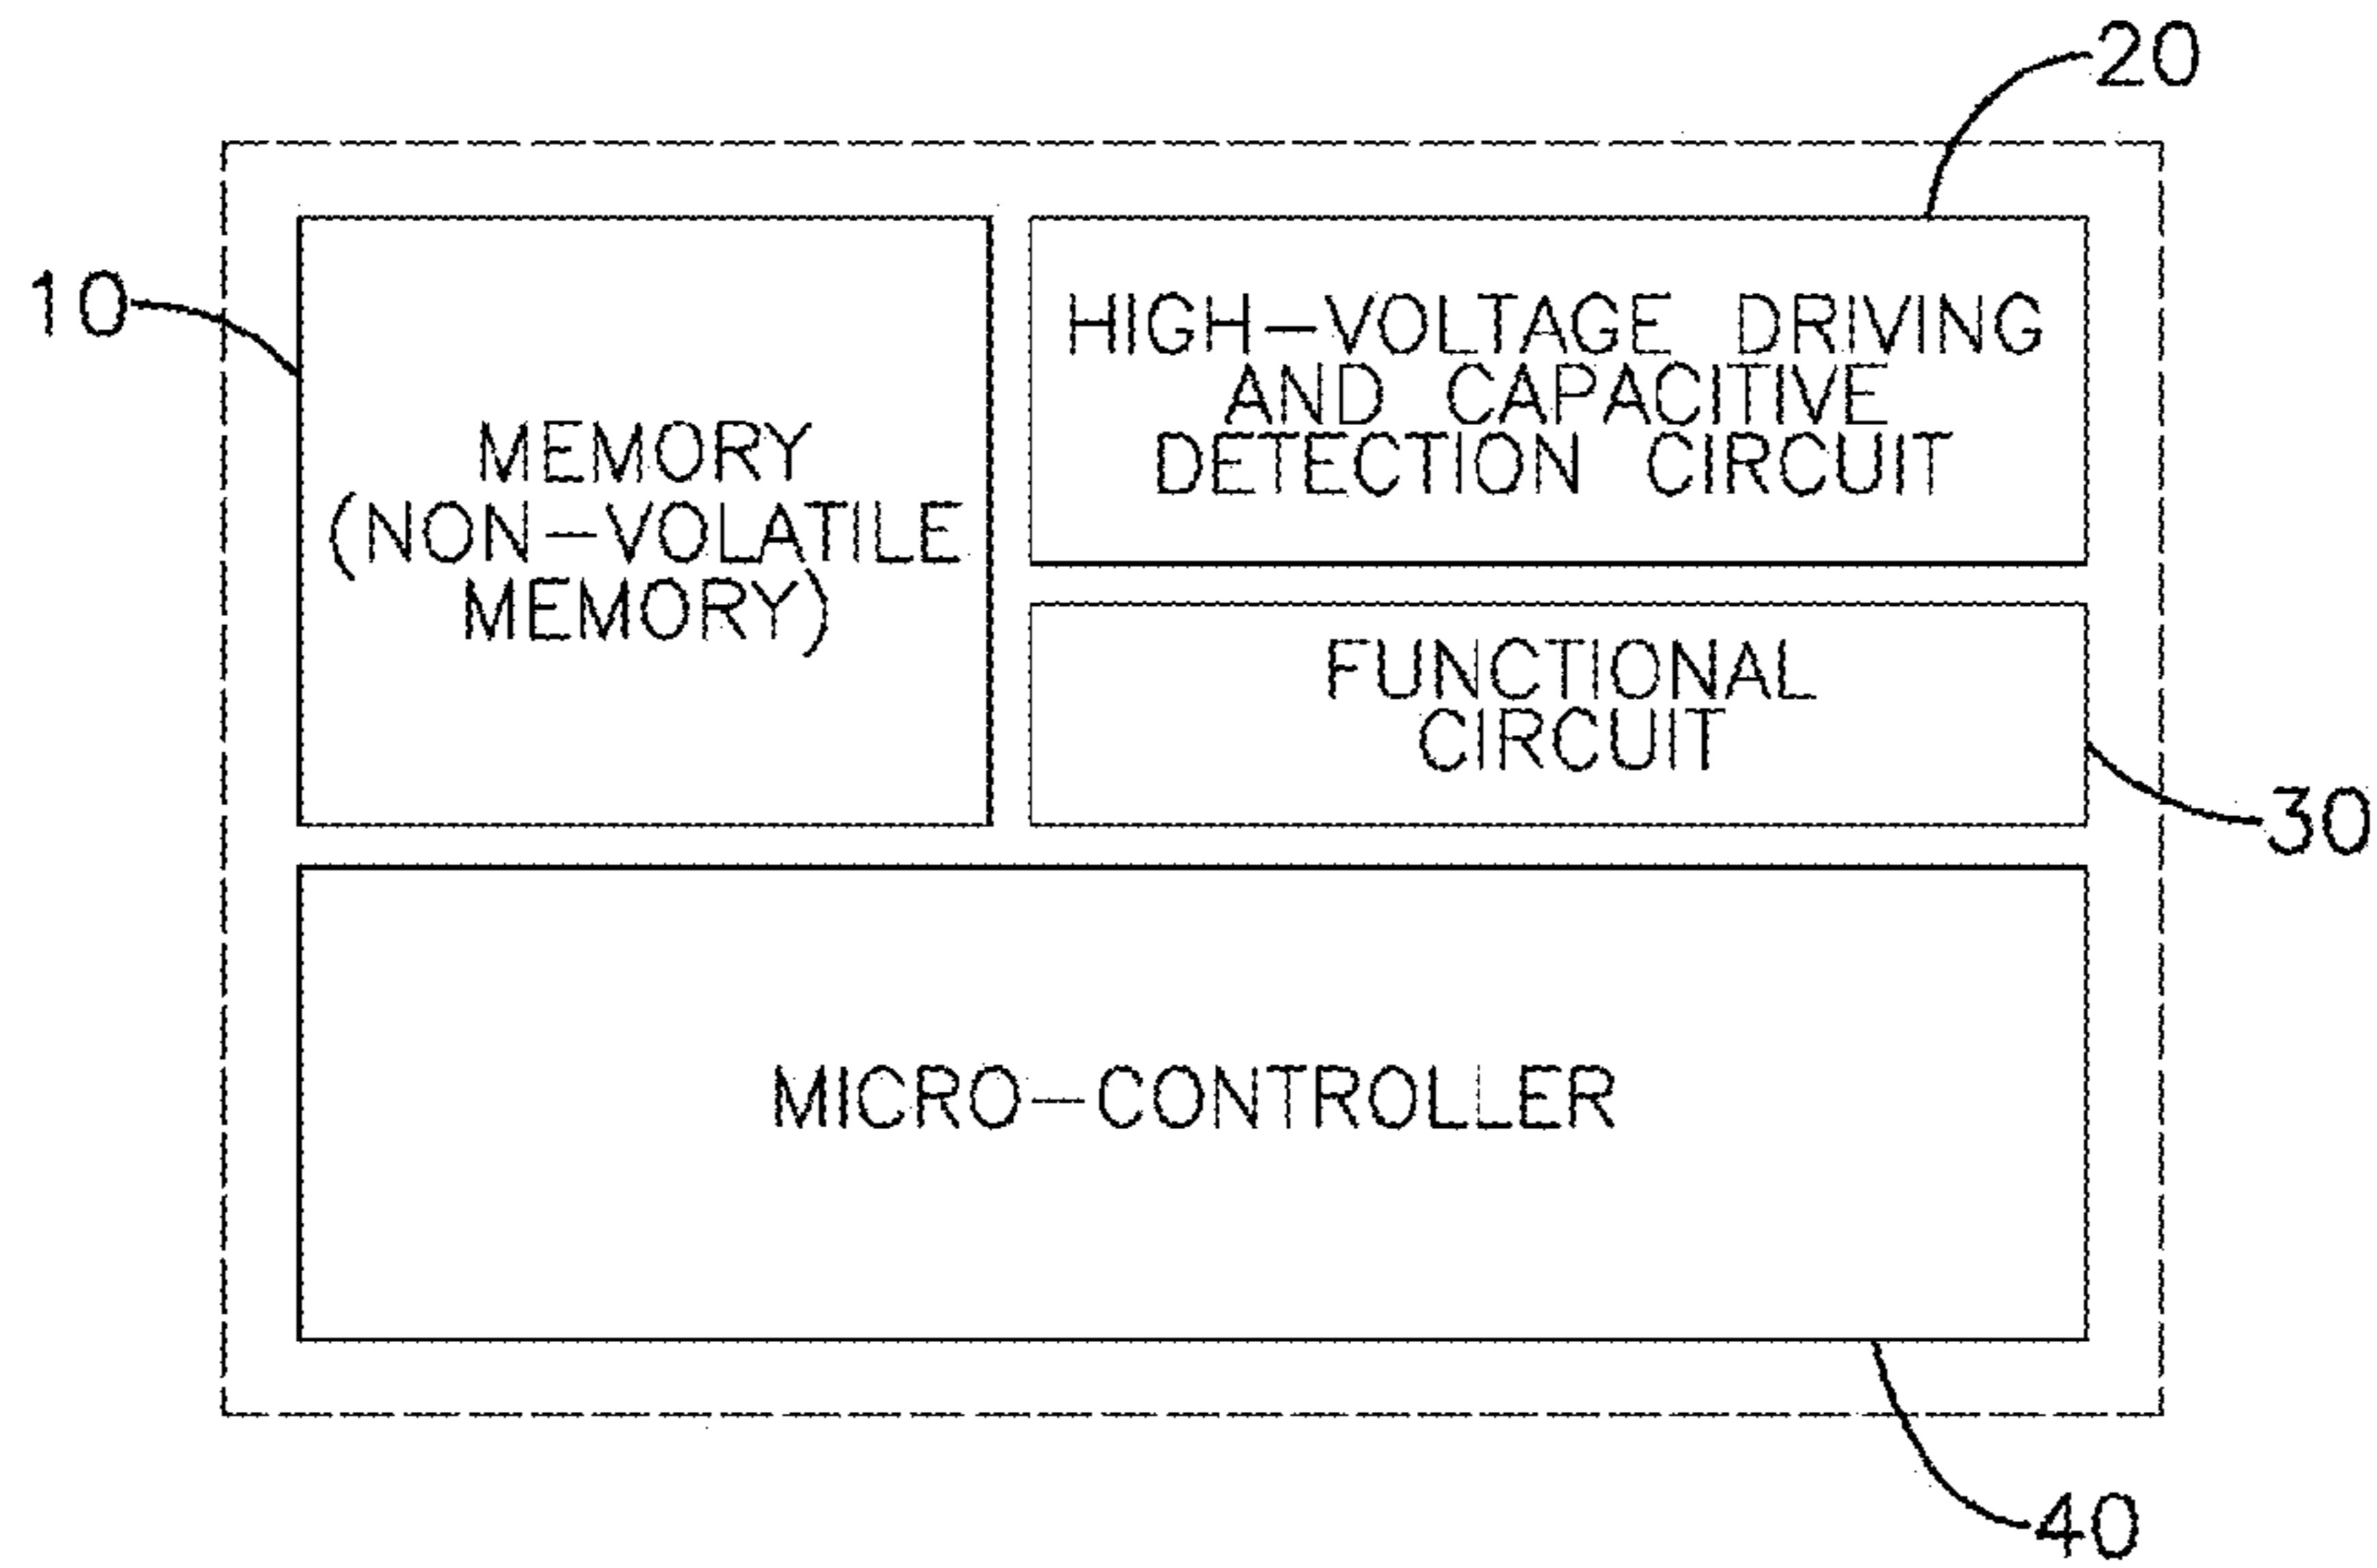 20
10
MEMORY
(NON-VOLATILE
MEMORY)
HIGH-VOLTAGE DRIVING
AND CAPACITIVE
DETECTION CIRCUIT
FUNCTIONAL
CIRCUIT
30
MICRO-CONTROLLER
40